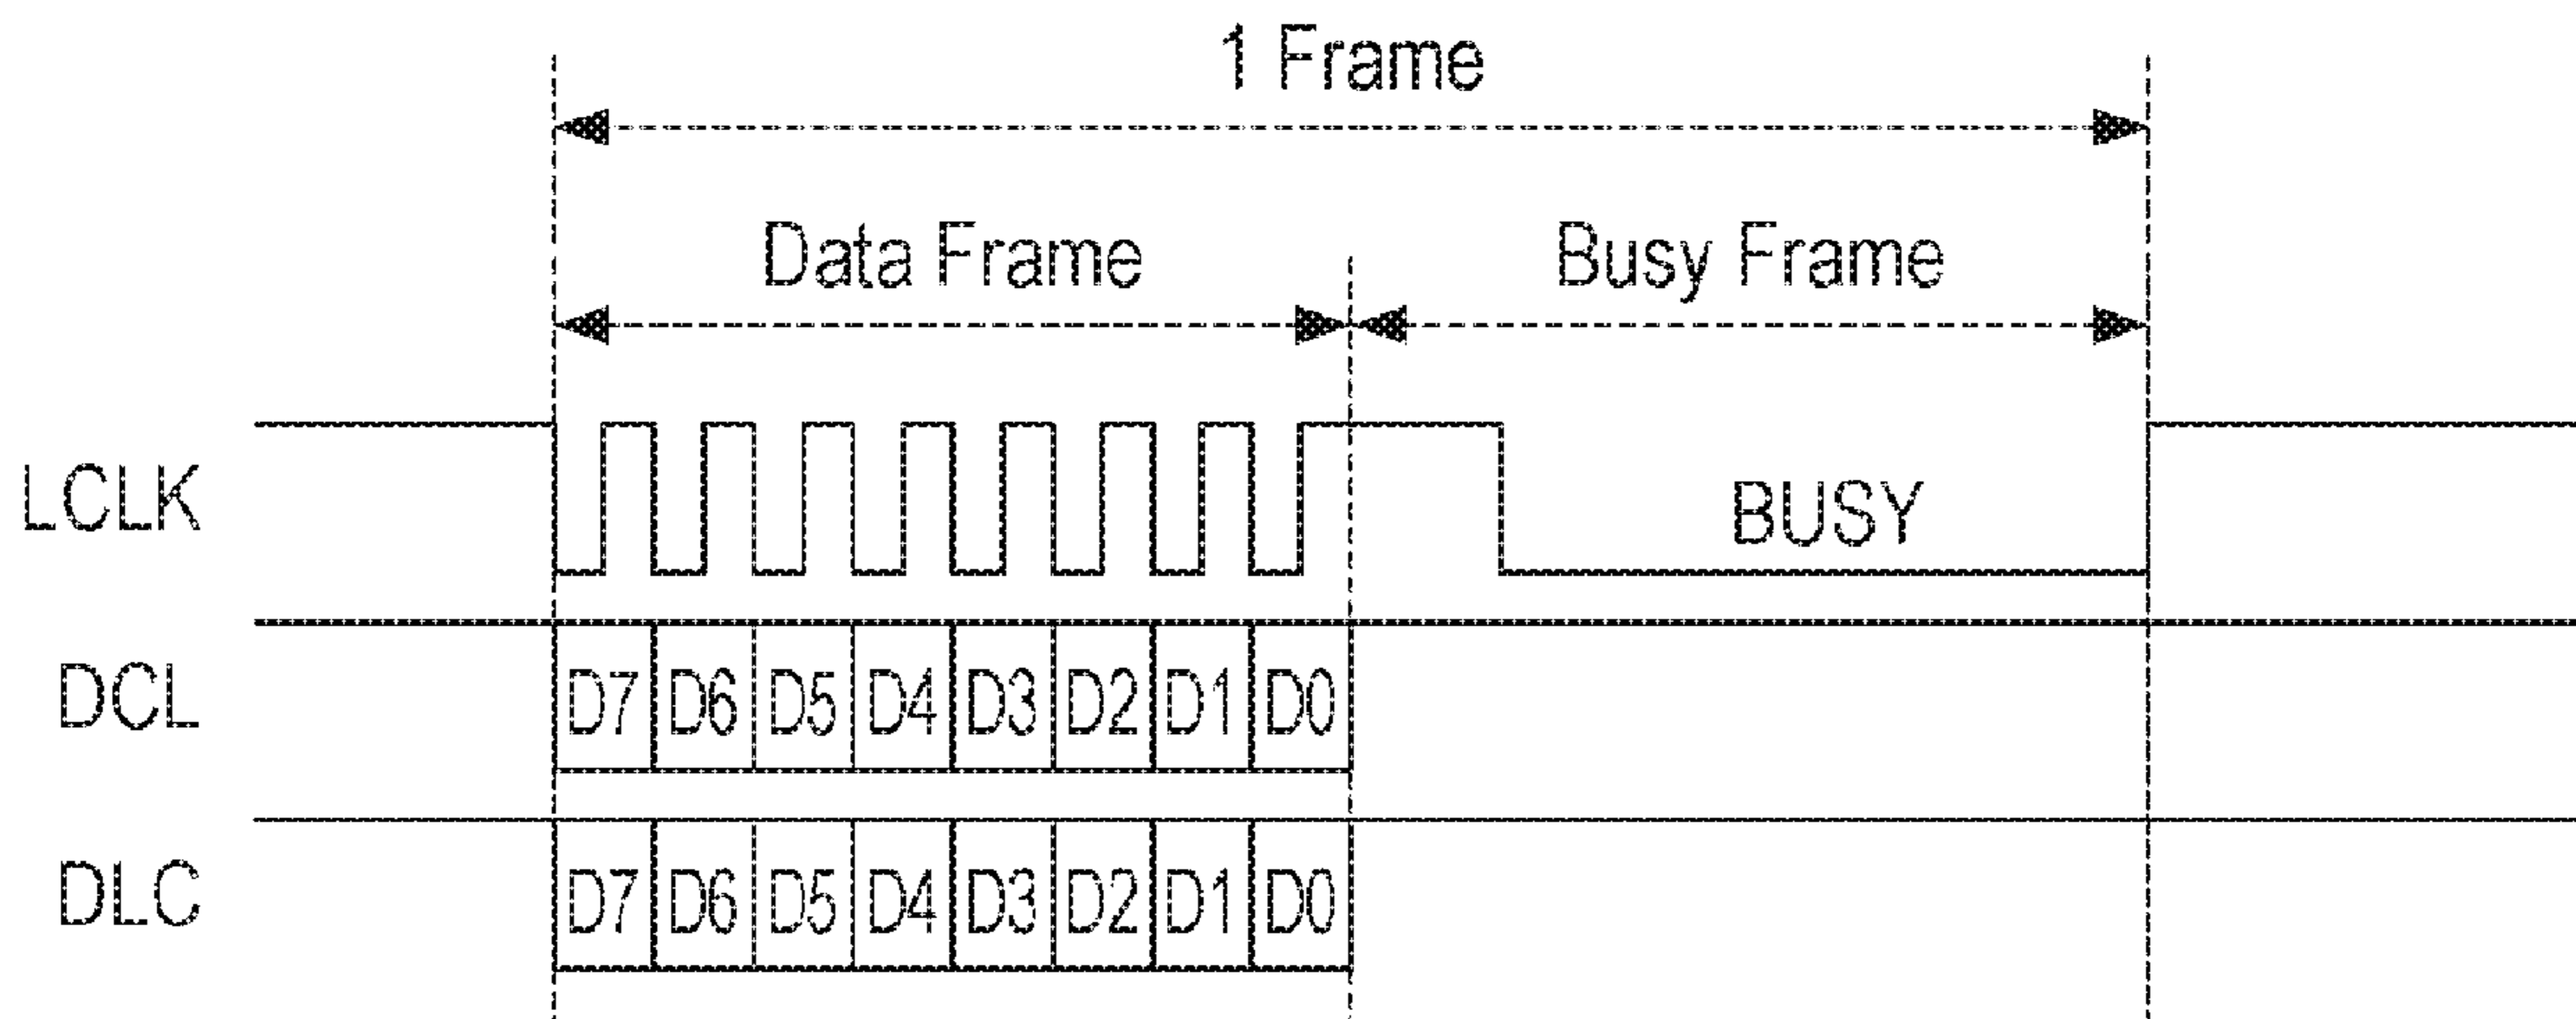 1 Frame
Data Frame Busy Frame
LCLK BUSY
DCL D7 D6 D5 D4 D3 D2 D1 D0
DLC D7 D6 D5 D4 D3 D2 D1 D0